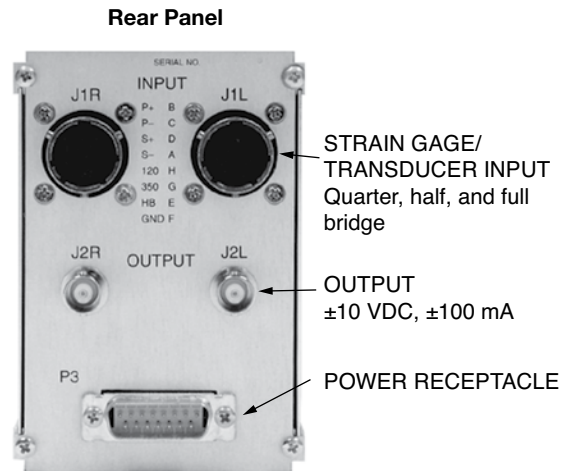 Rear Panel
SERIAL NO.
INPUT
J1R
J1L
P+ B
P− C
S+ D
S− A
120 H
350 G
HB E
GND F
STRAIN GAGE/
TRANSDUCER INPUT
Quarter, half, and full
bridge
J2R
OUTPUT
J2L
OUTPUT
±10 VDC, ±100 mA
P3
POWER RECEPTACLE